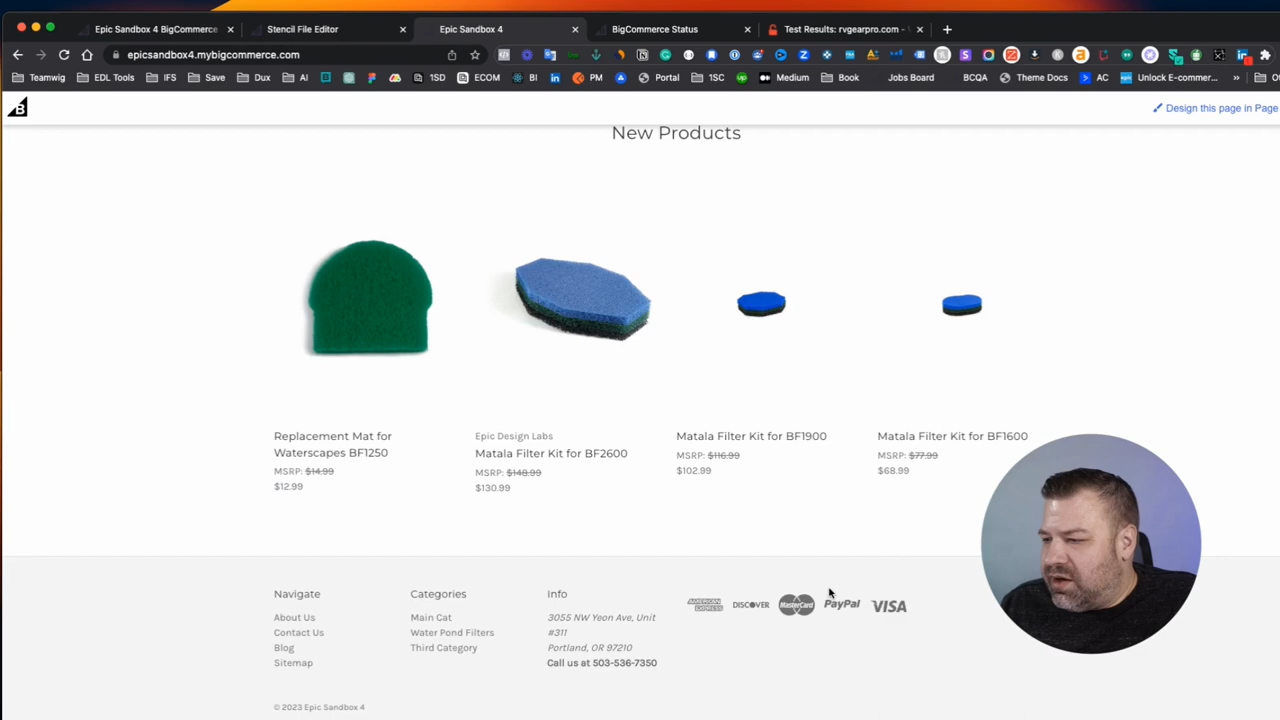 Epic Sandbox 4 BigCommerce
Stencil File Editor
Epic Sandbox 4
BigCommerce Status
Test Results: rvgearpro.com -
epicsandbox4.mybigcommerce.com
Teamwig
EDL Tools
IFS
Save
Dux
AI
1SD
ECOM
BI
PM
Portal
1SC
Medium
Book
Jobs Board
BCQA
Theme Docs
AC
Unlock E-commer...
Design this page in Page
New Products
Replacement Mat for
Waterscapes BF1250
MSRP: $14.99
$12.99
Epic Design Labs
Matala Filter Kit for BF2600
MSRP: $148.99
$130.99
Matala Filter Kit for BF1900
MSRP: $116.99
$102.99
Matala Filter Kit for BF1600
MSRP: $77.99
$68.99
Navigate
About Us
Contact Us
Blog
Sitemap
Categories
Main Cat
Water Pond Filters
Third Category
Info
3055 NW Yeon Ave, Unit
#311
Portland, OR 97210
Call us at 503-536-7350
AMERICAN
EXPRESS
DISCOVER
MasterCard
PayPal
VISA
© 2023 Epic Sandbox 4